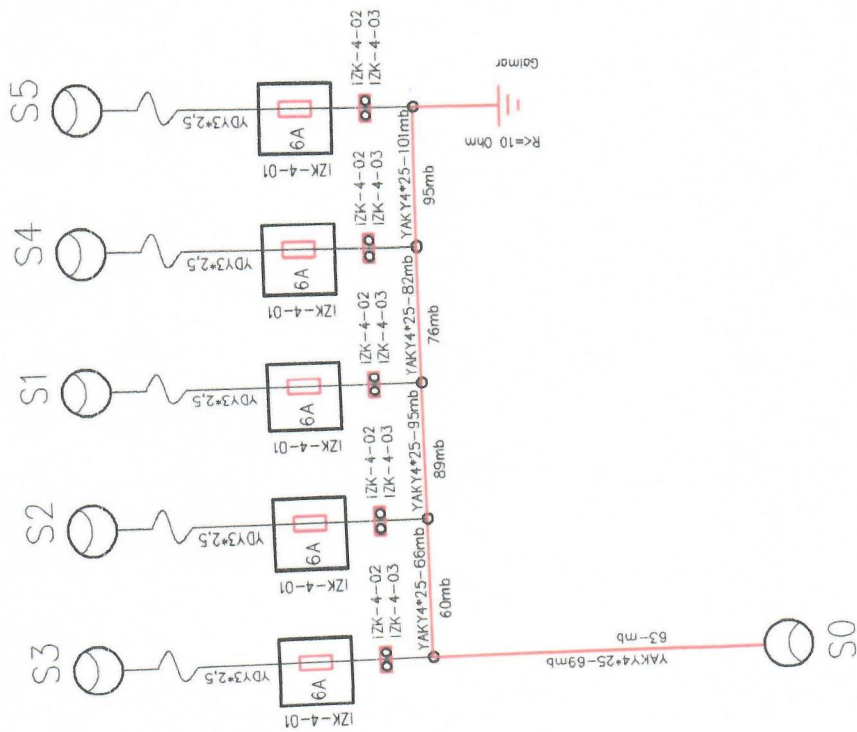 S3
S2
S1
S4
S5
YDY3*2,5
YDY3*2,5
YDY3*2,5
YDY3*2,5
YDY3*2,5
6A
6A
6A
6A
6A
IZK-4-01
IZK-4-01
IZK-4-01
IZK-4-01
IZK-4-01
IZK-4-02
IZK-4-03
IZK-4-02
IZK-4-03
IZK-4-02
IZK-4-03
IZK-4-02
IZK-4-03
IZK-4-02
IZK-4-03
YAKY4*25-66mb
60mb
YAKY4*25-95mb
89mb
YAKY4*25-82mb
76mb
YAKY4*25-101mb
95mb
R<=10 Ohm
Galmar
YAKY4*25-69mb
63-mb
S0